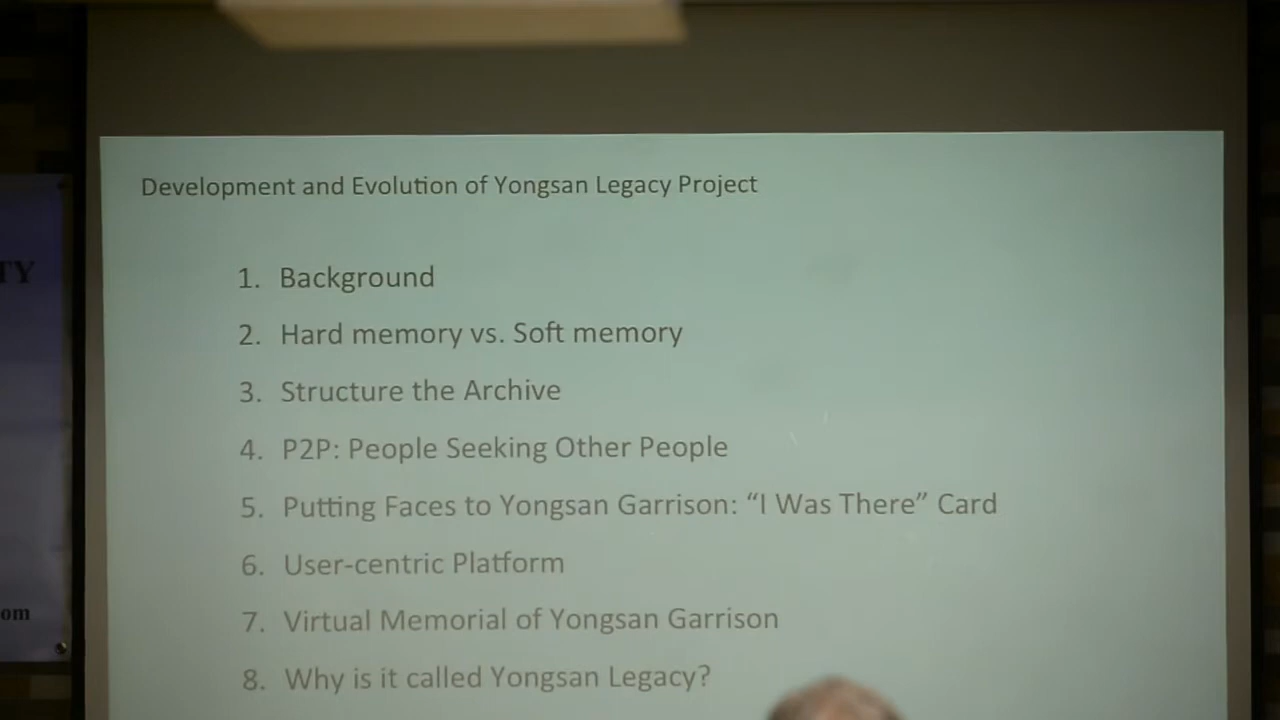 Development and Evolution of Yongsan Legacy Project
1. Background
2. Hard memory vs. Soft memory
3. Structure the Archive
4. P2P: People Seeking Other People
5. Putting Faces to Yongsan Garrison: “I Was There” Card
6. User-centric Platform
7. Virtual Memorial of Yongsan Garrison
8. Why is it called Yongsan Legacy?
TY
om